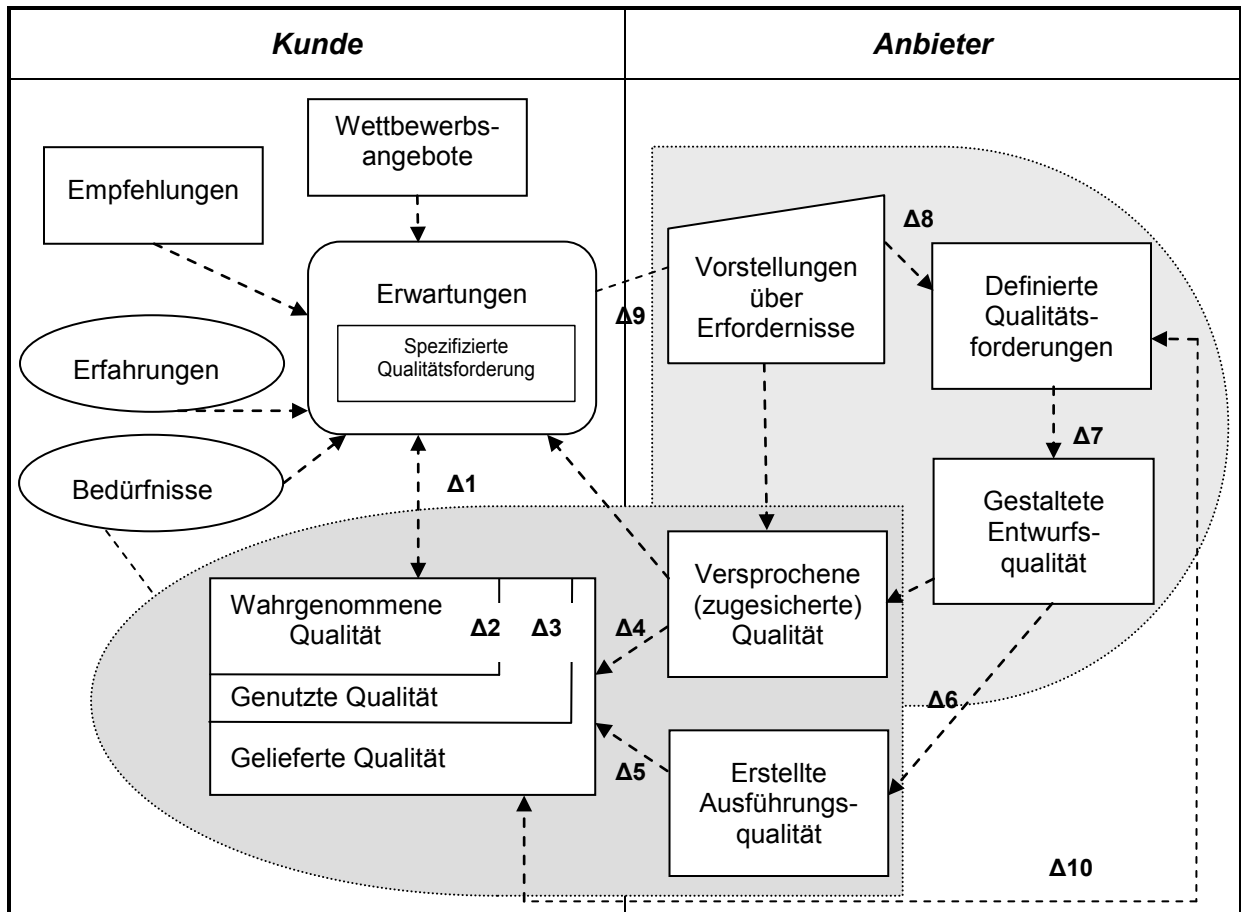 Kunde
Anbieter
Wettbewerbs-
angebote
Empfehlungen
Erwartungen
Spezifizierte
Qualitätsforderung
Erfahrungen
Bedürfnisse
Δ9
Vorstellungen
über
Erfordernisse
Δ8
Definierte
Qualitäts-
forderungen
Δ7
Gestaltete
Entwurfs-
qualität
Δ1
Wahrgenommene
Qualität
Δ2
Δ3
Genutzte Qualität
Gelieferte Qualität
Δ4
Versprochene
(zugesicherte)
Qualität
Δ6
Δ5
Erstellte
Ausführungs-
qualität
Δ10